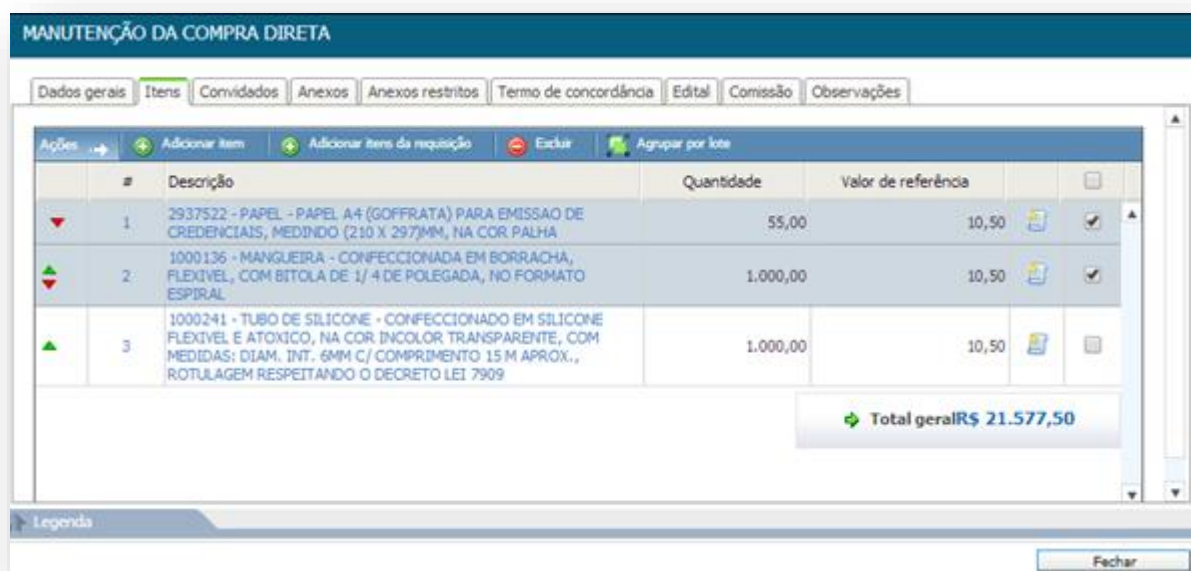 MANUTENÇÃO DA COMPRA DIRETA
Dados gerais Itens Convidados Anexos Anexos restritos Termo de concordância Edital Comissão Observações
Ações Adicionar item Adicionar itens da requisição Excluir Agrupar por lote
# Descrição Quantidade Valor de referência
1 2937522 - PAPEL - PAPEL A4 (GOFFRATA) PARA EMISSAO DE 55,00 10,50
CREDENCIAIS, MEDINDO (210 X 297)MM, NA COR PALHA
1000136 - MANGUEIRA - CONFECCIONADA EM BORRACHA,
2 FLEXIVEL, COM BITOLA DE 1/ 4 DE POLEGADA, NO FORMATO 1.000,00 10,50
ESPIRAL
1000241 - TUBO DE SILICONE - CONFECCIONADO EM SILICONE
FLEXIVEL E ATOXICO, NA COR INCOLOR TRANSPARENTE, COM
3 MEDIDAS: DIAM. INT. 6MM C/ COMPRIMENTO 15 M APROX., 1.000,00 10,50
ROTULAGEM RESPEITANDO O DECRETO LEI 7909
Total geralR$ 21.577,50
Legenda
Fechar